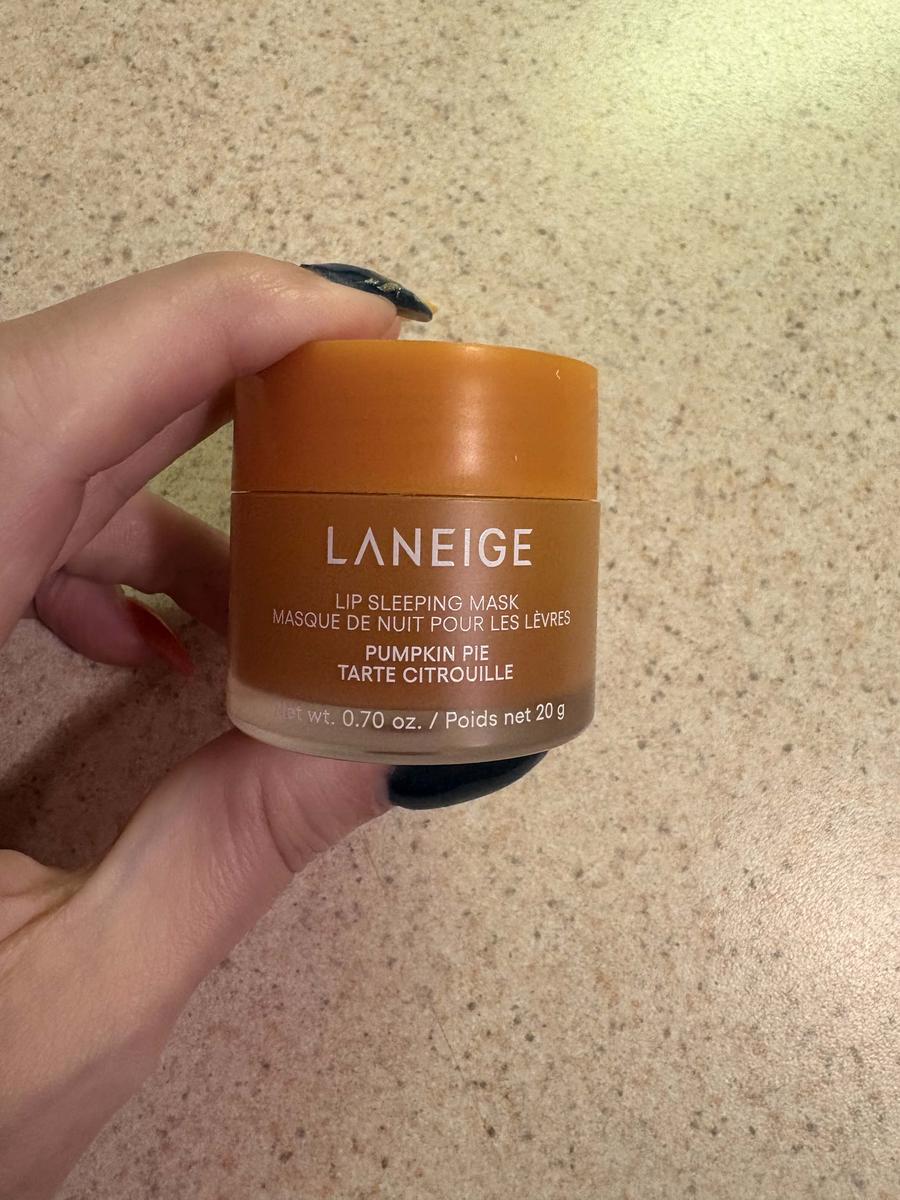 LANEIGE
LIP SLEEPING MASK
MASQUE DE NUIT POUR LES LÈVRES
PUMPKIN PIE
TARTE CITROUILLE
Net wt. 0.70 oz. / Poids net 20 g